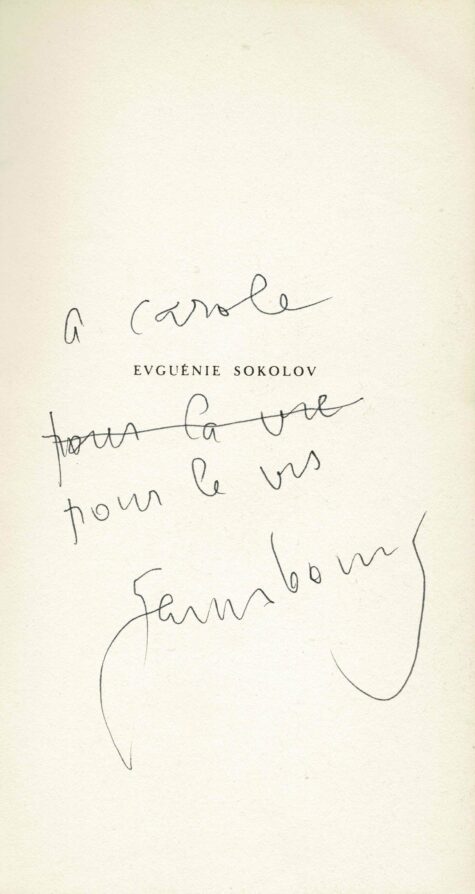 a carole
EVGUÉNIE SOKOLOV
pour la vie
pour le vis
Gainsbourg